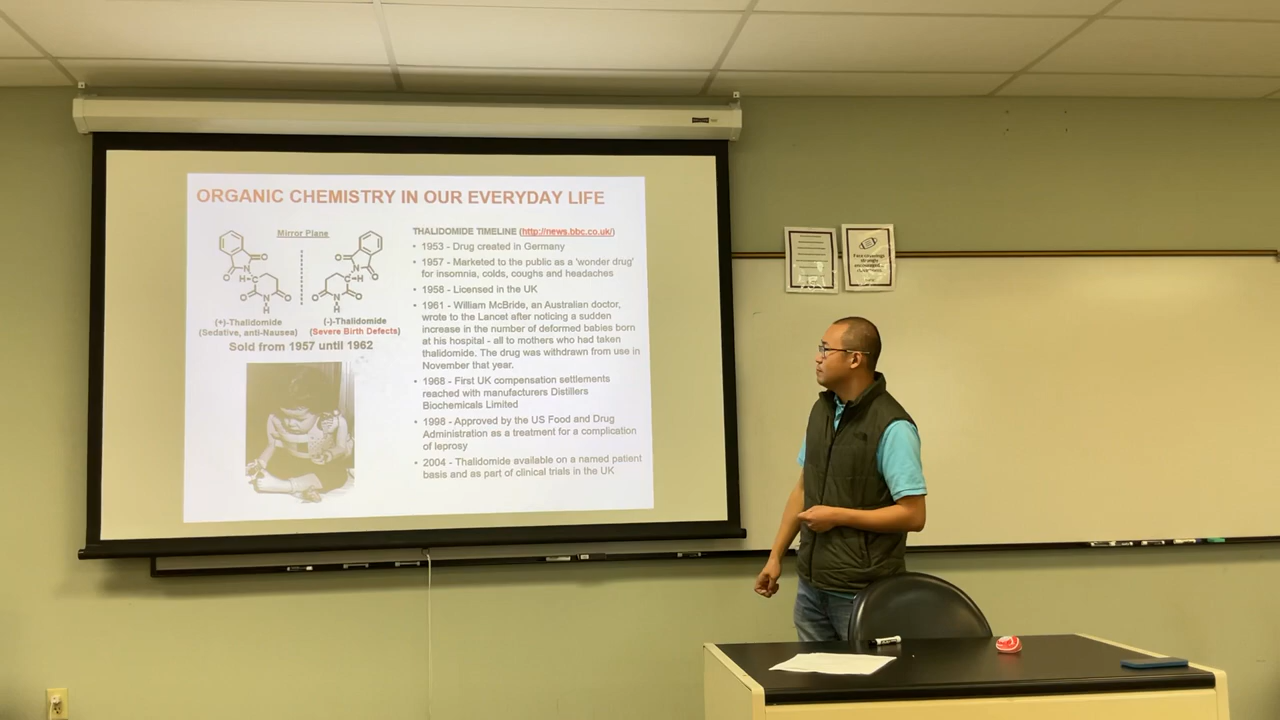 ORGANIC CHEMISTRY IN OUR EVERYDAY LIFE
Mirror Plane
(+)-Thalidomide
(Sedative, anti-Nausea)
(-)-Thalidomide
(Severe Birth Defects)
Sold from 1957 until 1962
THALIDOMIDE TIMELINE (http://news.bbc.co.uk/)
• 1953 - Drug created in Germany
• 1957 - Marketed to the public as a 'wonder drug'
for insomnia, colds, coughs and headaches
• 1958 - Licensed in the UK
• 1961 - William McBride, an Australian doctor,
wrote to the Lancet after noticing a sudden
increase in the number of deformed babies born
at his hospital - all to mothers who had taken
thalidomide. The drug was withdrawn from use in
November that year.
• 1968 - First UK compensation settlements
reached with manufacturers Distillers
Biochemicals Limited
• 1998 - Approved by the US Food and Drug
Administration as a treatment for a complication
of leprosy
• 2004 - Thalidomide available on a named patient
basis and as part of clinical trials in the UK
Face coverings
strongly
encouraged